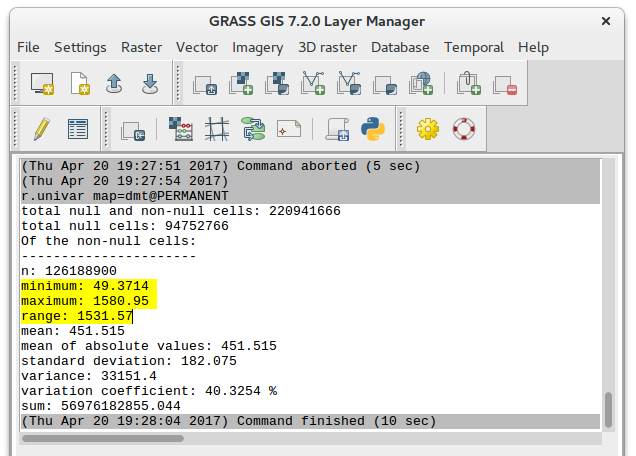 GRASS GIS 7.2.0 Layer Manager
File Settings Raster Vector Imagery 3D raster Database Temporal Help
(Thu Apr 20 19:27:51 2017) Command aborted (5 sec)
(Thu Apr 20 19:27:54 2017)
r.univar map=dmt@PERMANENT
total null and non-null cells: 220941666
total null cells: 94752766
Of the non-null cells:
----------------------
n: 126188900
minimum: 49.3714
maximum: 1580.95
range: 1531.57
mean: 451.515
mean of absolute values: 451.515
standard deviation: 182.075
variance: 33151.4
variation coefficient: 40.3254 %
sum: 56976182855.044
(Thu Apr 20 19:28:04 2017) Command finished (10 sec)